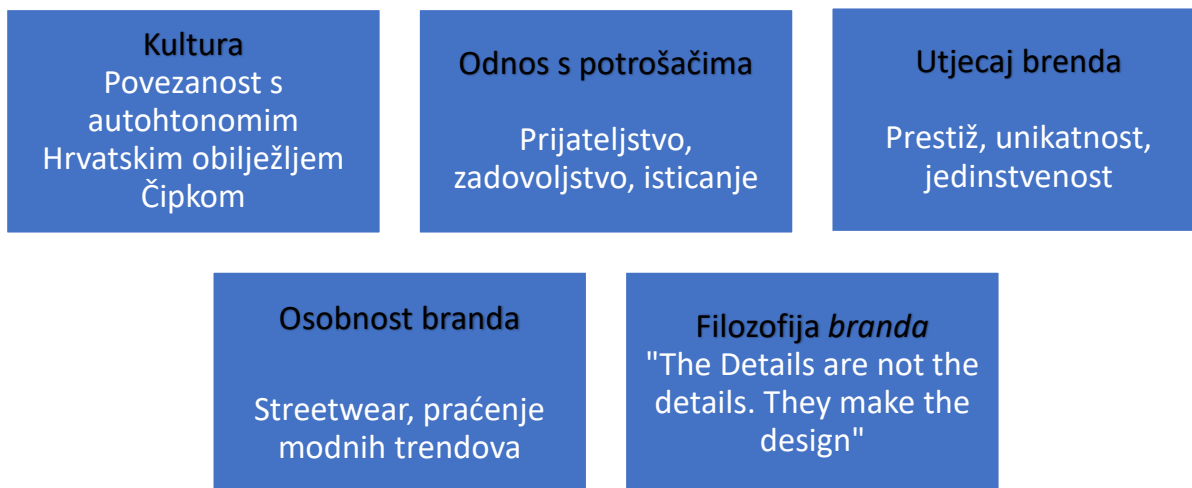 Kultura
Povezanost s
autohtonomim
Hrvatskim obilježljem
Čipkom
Odnos s potrošačima
Prijateljstvo,
zadovoljstvo, isticanje
Utjecaj brenda
Prestiž, unikatnost,
jedinstvenost
Osobnost branda
Streetwear, praćenje
modnih trendova
Filozofija branda
"The Details are not the
details. They make the
design"